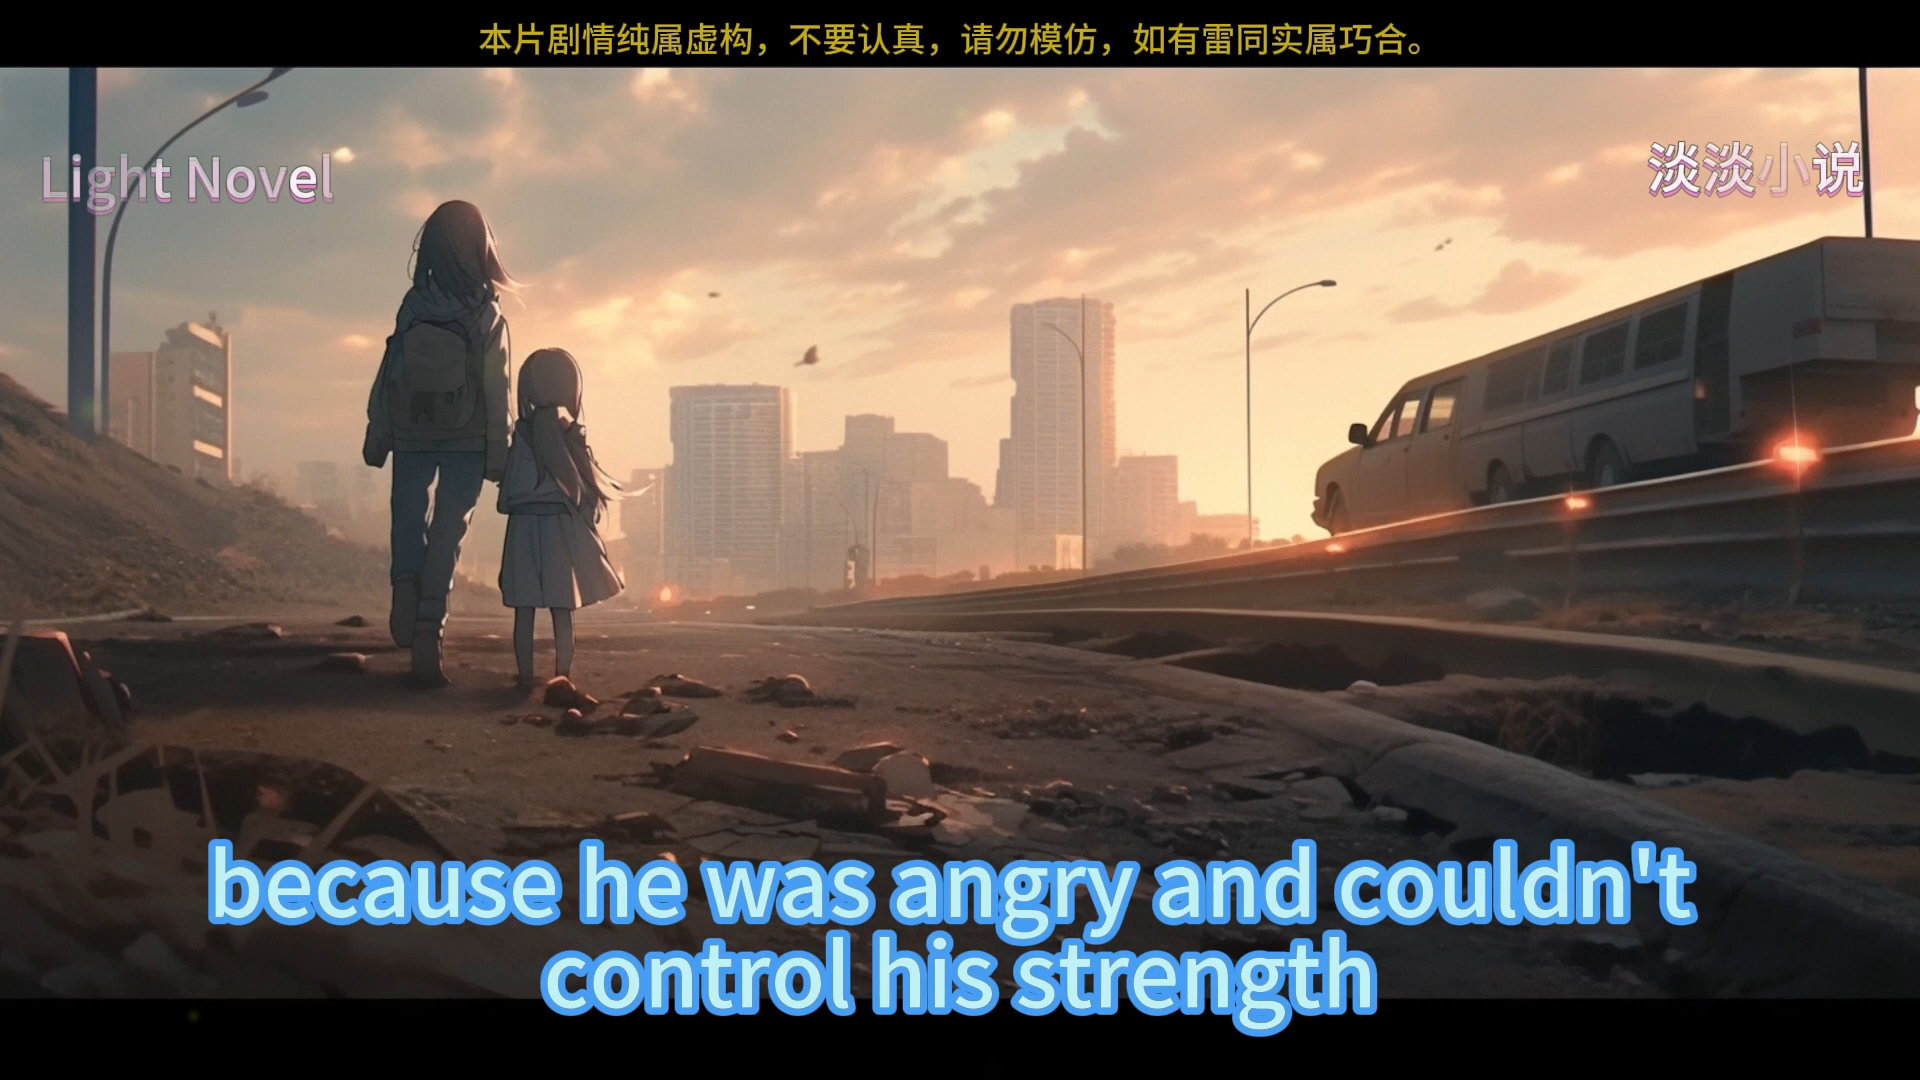 本片剧情纯属虚构，不要认真，请勿模仿，如有雷同实属巧合。
Light Novel
淡淡小说
because he was angry and couldn't
control his strength